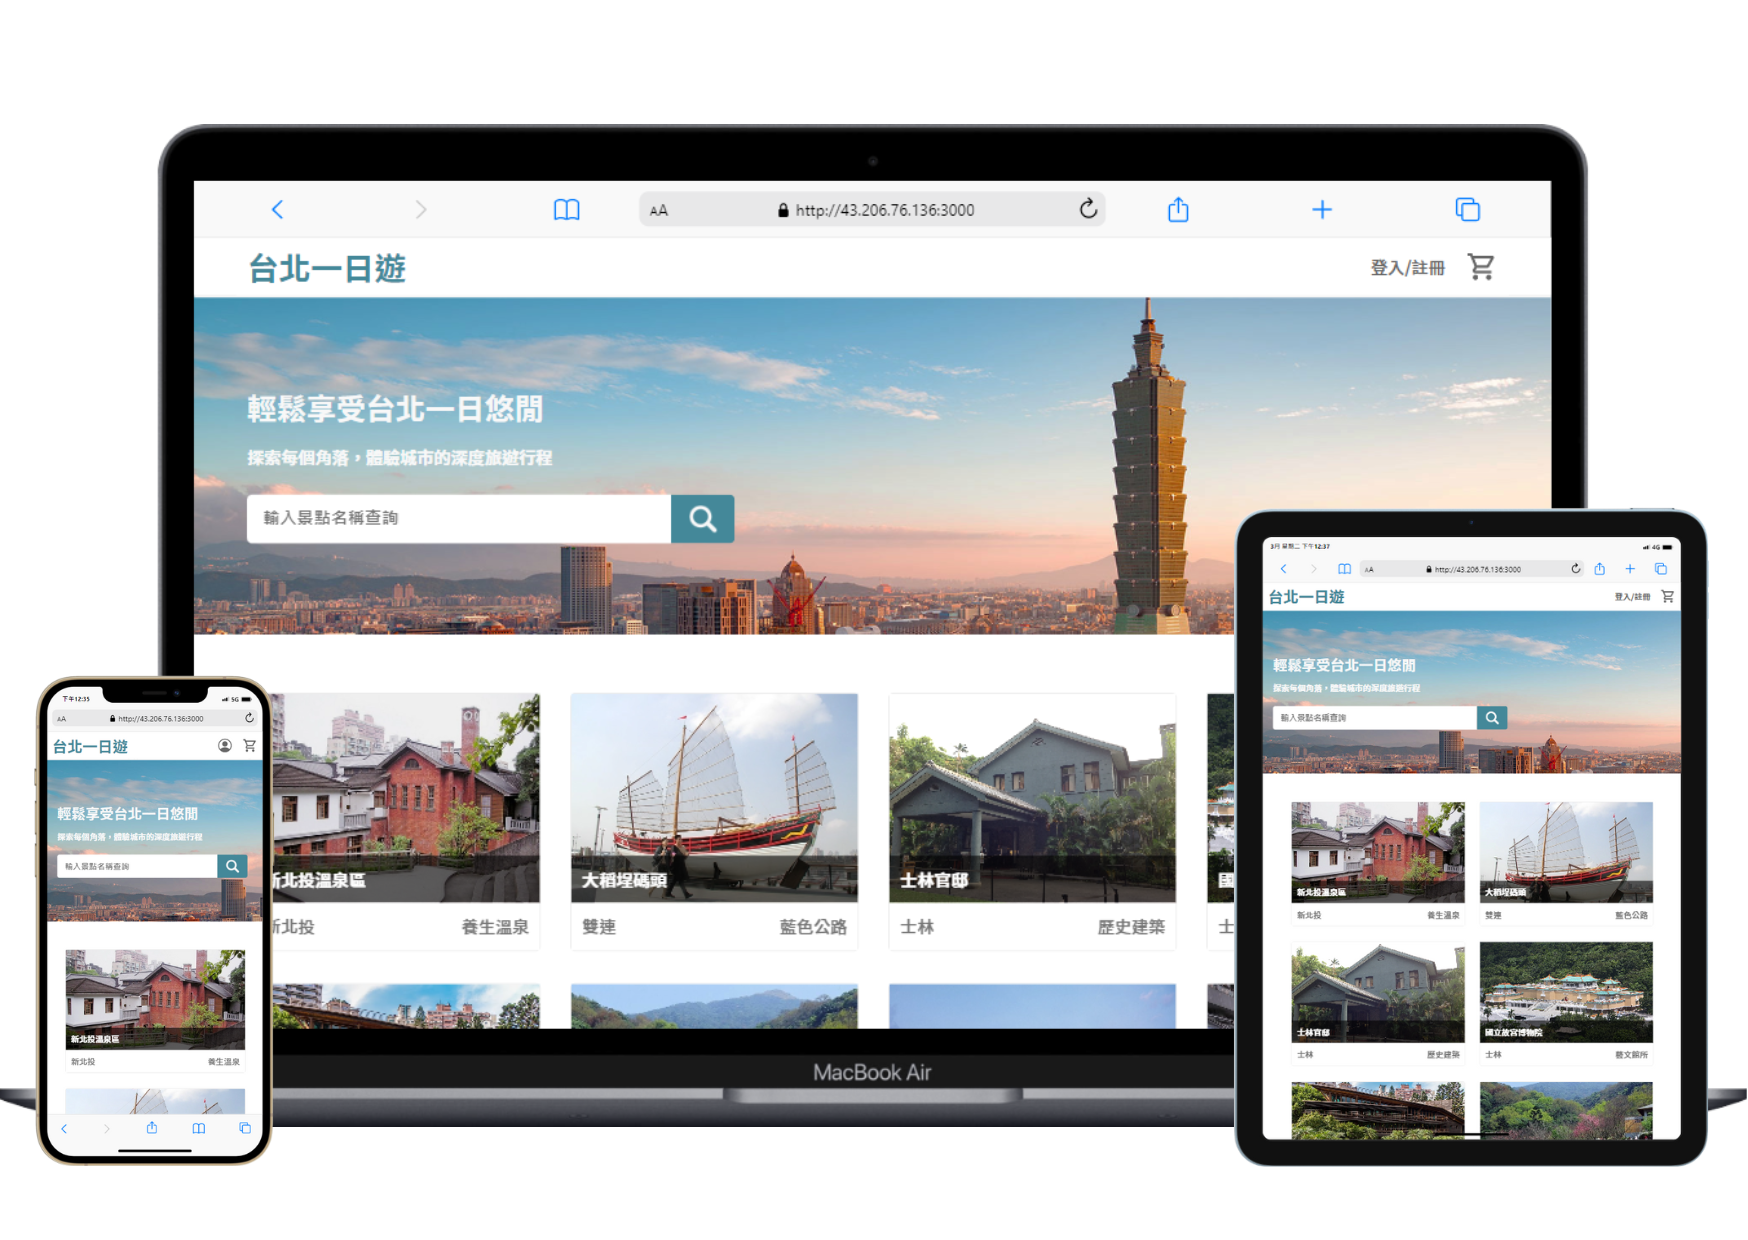 AA http://43.206.76.136:3000
台北一日遊 登入/註冊
輕鬆享受台北一日悠閒
探索每個角落，體驗城市的深度旅遊行程
輸入景點名稱查詢
新北投溫泉區 大稻埕碼頭 士林官邸
新北投 養生溫泉 雙連 藍色公路 士林 歷史建築 士
MacBook Air
下午12:35 5G
AA http://43.206.76.136:3000
台北一日遊
輕鬆享受台北一日悠閒
探索每個角落，體驗城市的深度旅遊行程
輸入景點名稱查詢
新北投溫泉區
新北投 養生溫泉
3月 星期二 下午12:37 4G
AA http://43.206.76.136:3000
台北一日遊 登入/註冊
輕鬆享受台北一日悠閒
探索每個角落，體驗城市的深度旅遊行程
輸入景點名稱查詢
新北投溫泉區 大稻埕碼頭
新北投 養生溫泉 雙連 藍色公路
士林官邸 國立故宮博物院
士林 歷史建築 士林 藝文館所